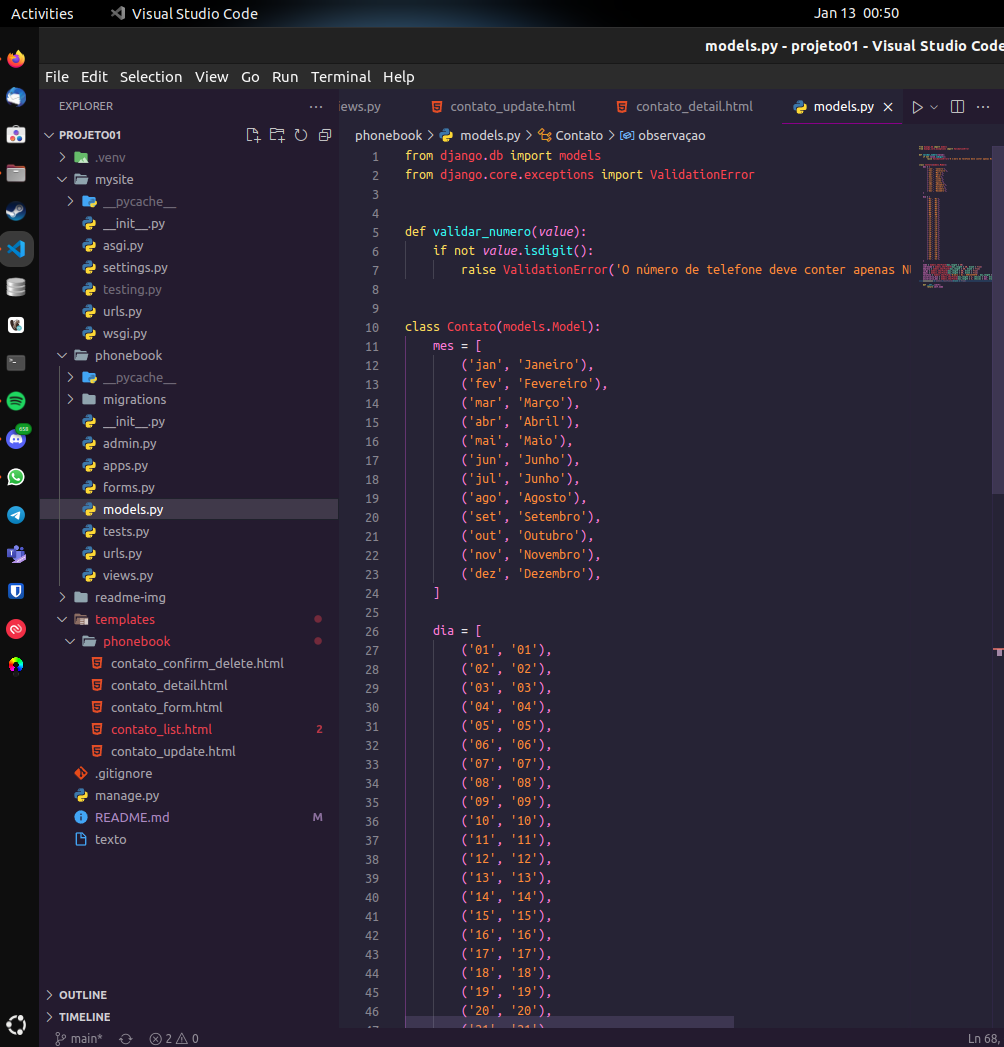 Activities
Visual Studio Code
Jan 13 00:50
models.py - projeto01 - Visual Studio Code
File Edit Selection View Go Run Terminal Help
EXPLORER
PROJETO01
.venv
mysite
__pycache__
__init__.py
asgi.py
settings.py
testing.py
urls.py
wsgi.py
phonebook
__pycache__
migrations
__init__.py
admin.py
apps.py
forms.py
models.py
tests.py
urls.py
views.py
readme-img
templates
phonebook
contato_confirm_delete.html
contato_detail.html
contato_form.html
contato_list.html 2
contato_update.html
.gitignore
manage.py
README.md M
texto
OUTLINE
TIMELINE
iews.py contato_update.html contato_detail.html models.py
phonebook > models.py > Contato > observaçao
1 from django.db import models
2 from django.core.exceptions import ValidationError
3
4
5 def validar_numero(value):
6 if not value.isdigit():
7 raise ValidationError('O número de telefone deve conter apenas N
8
9
10 class Contato(models.Model):
11 mes = [
12 ('jan', 'Janeiro'),
13 ('fev', 'Fevereiro'),
14 ('mar', 'Março'),
15 ('abr', 'Abril'),
16 ('mai', 'Maio'),
17 ('jun', 'Junho'),
18 ('jul', 'Junho'),
19 ('ago', 'Agosto'),
20 ('set', 'Setembro'),
21 ('out', 'Outubro'),
22 ('nov', 'Novembro'),
23 ('dez', 'Dezembro'),
24 ]
25
26 dia = [
27 ('01', '01'),
28 ('02', '02'),
29 ('03', '03'),
30 ('04', '04'),
31 ('05', '05'),
32 ('06', '06'),
33 ('07', '07'),
34 ('08', '08'),
35 ('09', '09'),
36 ('10', '10'),
37 ('11', '11'),
38 ('12', '12'),
39 ('13', '13'),
40 ('14', '14'),
41 ('15', '15'),
42 ('16', '16'),
43 ('17', '17'),
44 ('18', '18'),
45 ('19', '19'),
46 ('20', '20'),
main* 2 0
Ln 68,